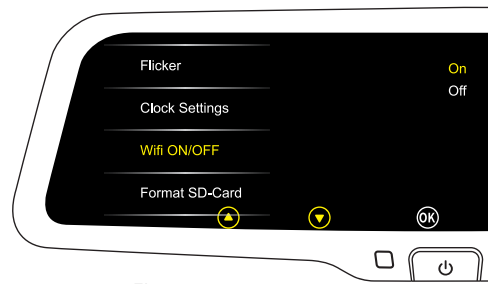 Flicker
On
Off
Clock Settings
Wifi ON/OFF
Format SD-Card
OK